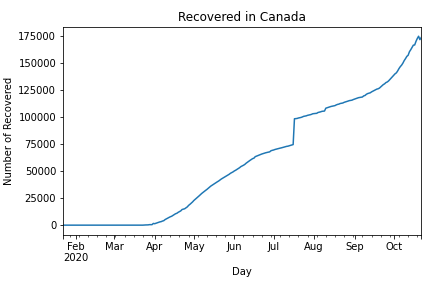 Recovered in Canada
Number of Recovered
175000
150000
125000
100000
75000
50000
25000
0
Feb Mar Apr May Jun Jul Aug Sep Oct
2020
Day